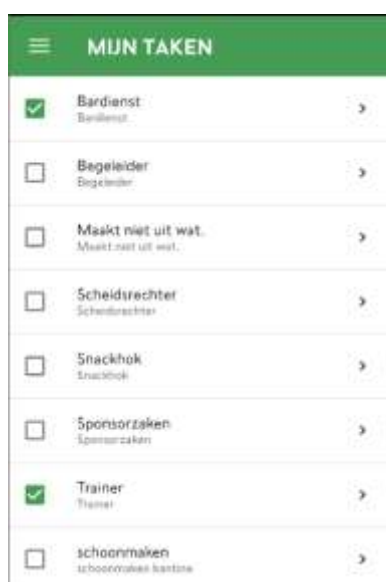 MIJN TAKEN
Bardienst
Bardienst
Begeleider
Begeleider
Maakt niet uit wat.
Maakt niet uit wat.
Scheidsrechter
Scheidsrechter
Snackhok
Snackhok
Sponsorzaken
Sponsorzaken
Trainer
Trainer
schoonmaken
schoonmaken kantine